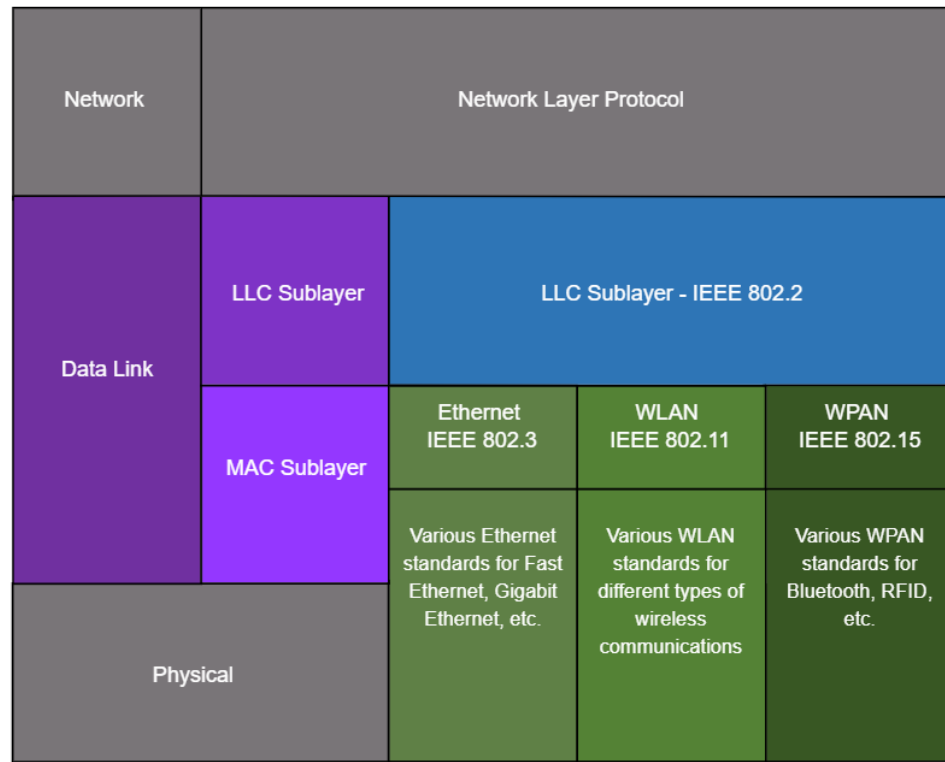 Network
Network Layer Protocol
Data Link
LLC Sublayer
LLC Sublayer - IEEE 802.2
MAC Sublayer
Ethernet
IEEE 802.3
WLAN
IEEE 802.11
WPAN
IEEE 802.15
Various Ethernet
standards for Fast
Ethernet, Gigabit
Ethernet, etc.
Various WLAN
standards for
different types of
wireless
communications
Various WPAN
standards for
Bluetooth, RFID,
etc.
Physical